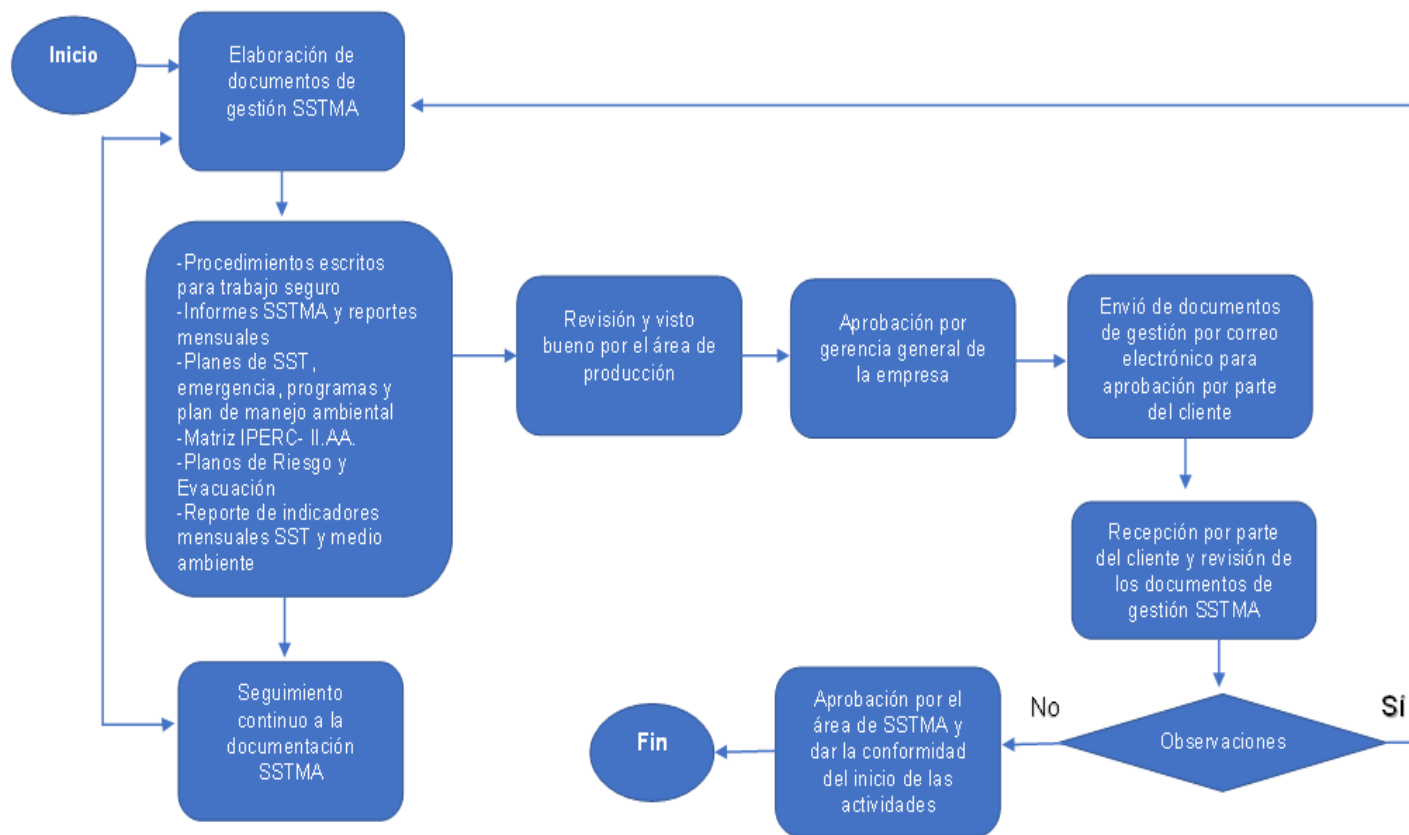 Inicio
Elaboración de
documentos de
gestión SSTMA
-Procedimientos escritos
para trabajo seguro
-Informes SSTMA y reportes
mensuales
-Planes de SST ,
emergencia, programas y
plan de manejo ambiental
-Matriz IPERC- II.AA.
-Planos de Riesgo y
Evacuación
-Reporte de indicadores
mensuales SST y medio
ambiente
Revisión y visto
bueno por el área de
producción
Aprobación por
gerencia general de
la empresa
Envió de documentos
de gestión por correo
electrónico para
aprobación por parte
del cliente
Recepción por parte
del cliente y revisión de
los documentos de
gestión SSTMA
Seguimiento
continuo a la
documentación
SSTMA
Fin
Aprobación por el
área de SSTMA y
dar la conformidad
del inicio de las
actividades
No
Observaciones
Sí